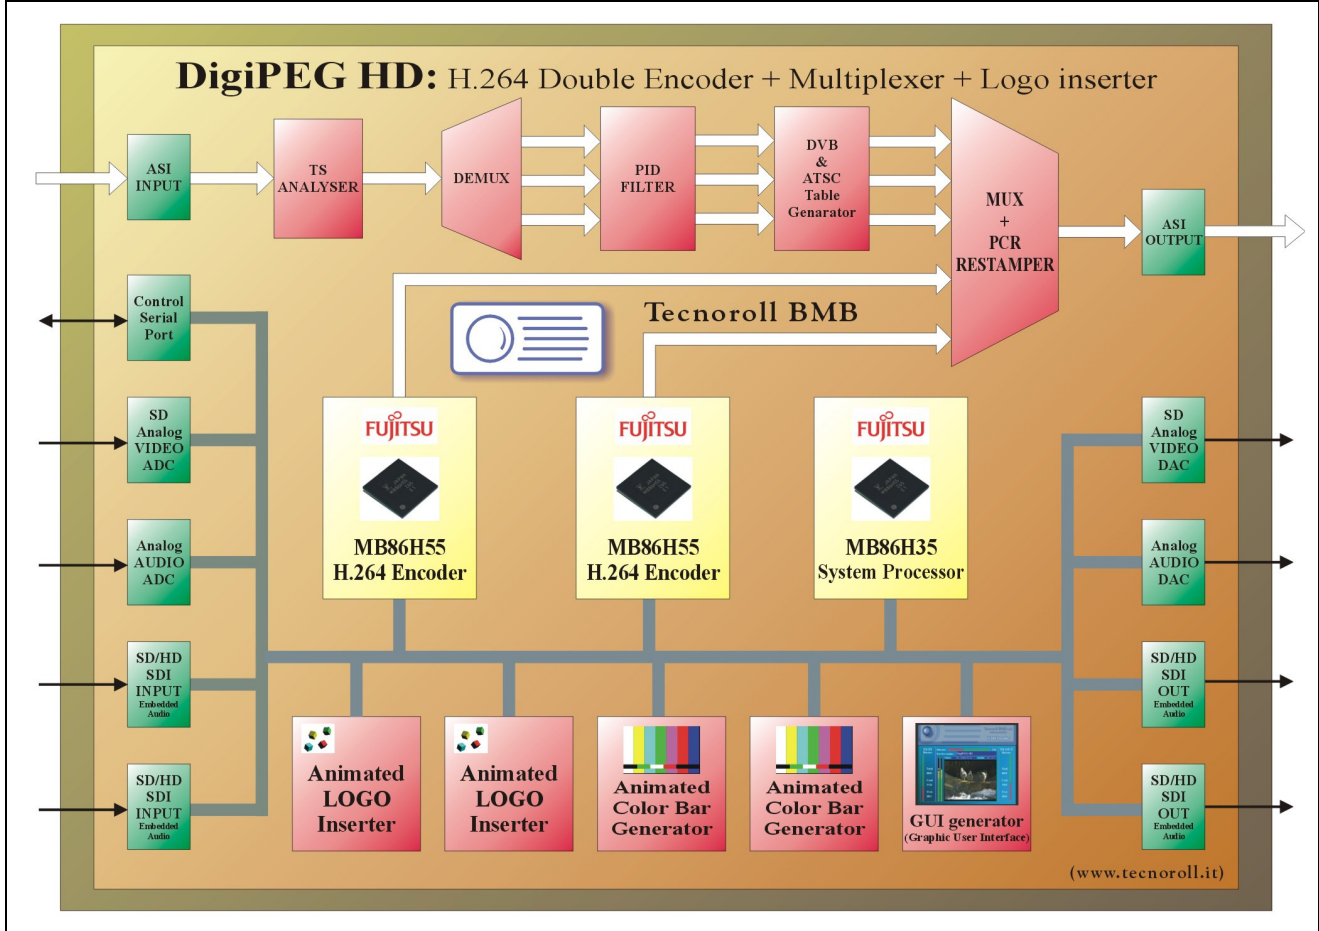 DigiPEG HD: H.264 Double Encoder + Multiplexer + Logo inserter
ASI
INPUT
TS
ANALYSER
DEMUX
PID
FILTER
DVB
&
ATSC
Table
Genarator
MUX
+
PCR
RESTAMPER
ASI
OUTPUT
Control
Serial
Port
Tecnoroll BMB
SD
Analog
VIDEO
ADC
FUJITSU
MB86H55
H.264 Encoder
FUJITSU
MB86H55
H.264 Encoder
FUJITSU
MB86H35
System Processor
SD
Analog
VIDEO
DAC
Analog
AUDIO
ADC
Analog
AUDIO
DAC
SD/HD
SDI
INPUT
Embedded
Audio
SD/HD
SDI
OUT
Embedded
Audio
SD/HD
SDI
INPUT
Embedded
Audio
Animated
LOGO
Inserter
Animated
LOGO
Inserter
Animated
Color Bar
Generator
Animated
Color Bar
Generator
GUI generator
(Graphic User Interface)
SD/HD
SDI
OUT
Embedded
Audio
(www.tecnoroll.it)